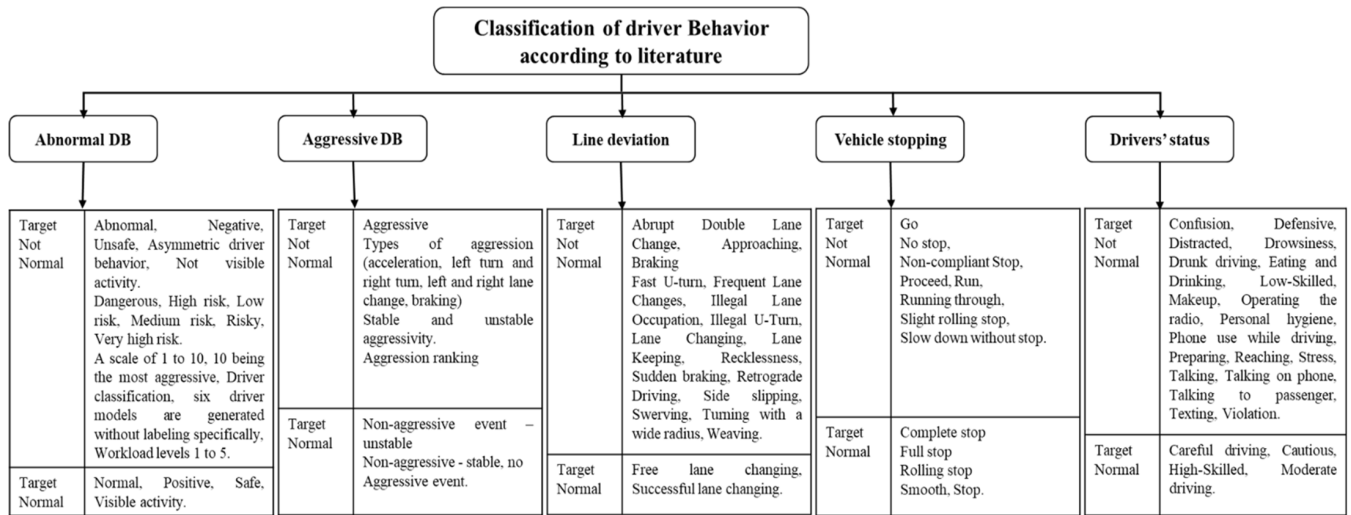 Classification of driver Behavior
according to literature
Abnormal DB
Aggressive DB
Line deviation
Vehicle stopping
Drivers' status
Target
Not
Normal
Abnormal, Negative,
Unsafe, Asymmetric driver
behavior, Not visible
activity.
Dangerous, High risk, Low
risk, Medium risk, Risky,
Very high risk.
A scale of 1 to 10, 10 being
the most aggressive, Driver
classification, six driver
models are generated
without labeling specifically,
Workload levels 1 to 5.
Target
Normal
Normal, Positive, Safe,
Visible activity.
Target
Not
Normal
Aggressive
Types of aggression
(acceleration, left turn and
right turn, left and right lane
change, braking)
Stable and unstable
aggressivity.
Aggression ranking
Target
Normal
Non-aggressive event –
unstable
Non-aggressive - stable, no
Aggressive event.
Target
Not
Normal
Abrupt Double Lane
Change, Approaching,
Braking
Fast U-turn, Frequent Lane
Changes, Illegal Lane
Occupation, Illegal U-Turn,
Lane Changing, Lane
Keeping, Recklessness,
Sudden braking, Retrograde
Driving, Side slipping,
Swerving, Turning with a
wide radius, Weaving.
Target
Normal
Free lane changing,
Successful lane changing.
Target
Not
Normal
Go
No stop,
Non-compliant Stop,
Proceed, Run,
Running through,
Slight rolling stop,
Slow down without stop.
Target
Normal
Complete stop
Full stop
Rolling stop
Smooth, Stop.
Target
Not
Normal
Confusion, Defensive,
Distracted, Drowsiness,
Drunk driving, Eating and
Drinking, Low-Skilled,
Makeup, Operating the
radio, Personal hygiene,
Phone use while driving,
Preparing, Reaching, Stress,
Talking, Talking on phone,
Talking to passenger,
Texting, Violation.
Target
Normal
Careful driving, Cautious,
High-Skilled, Moderate
driving.